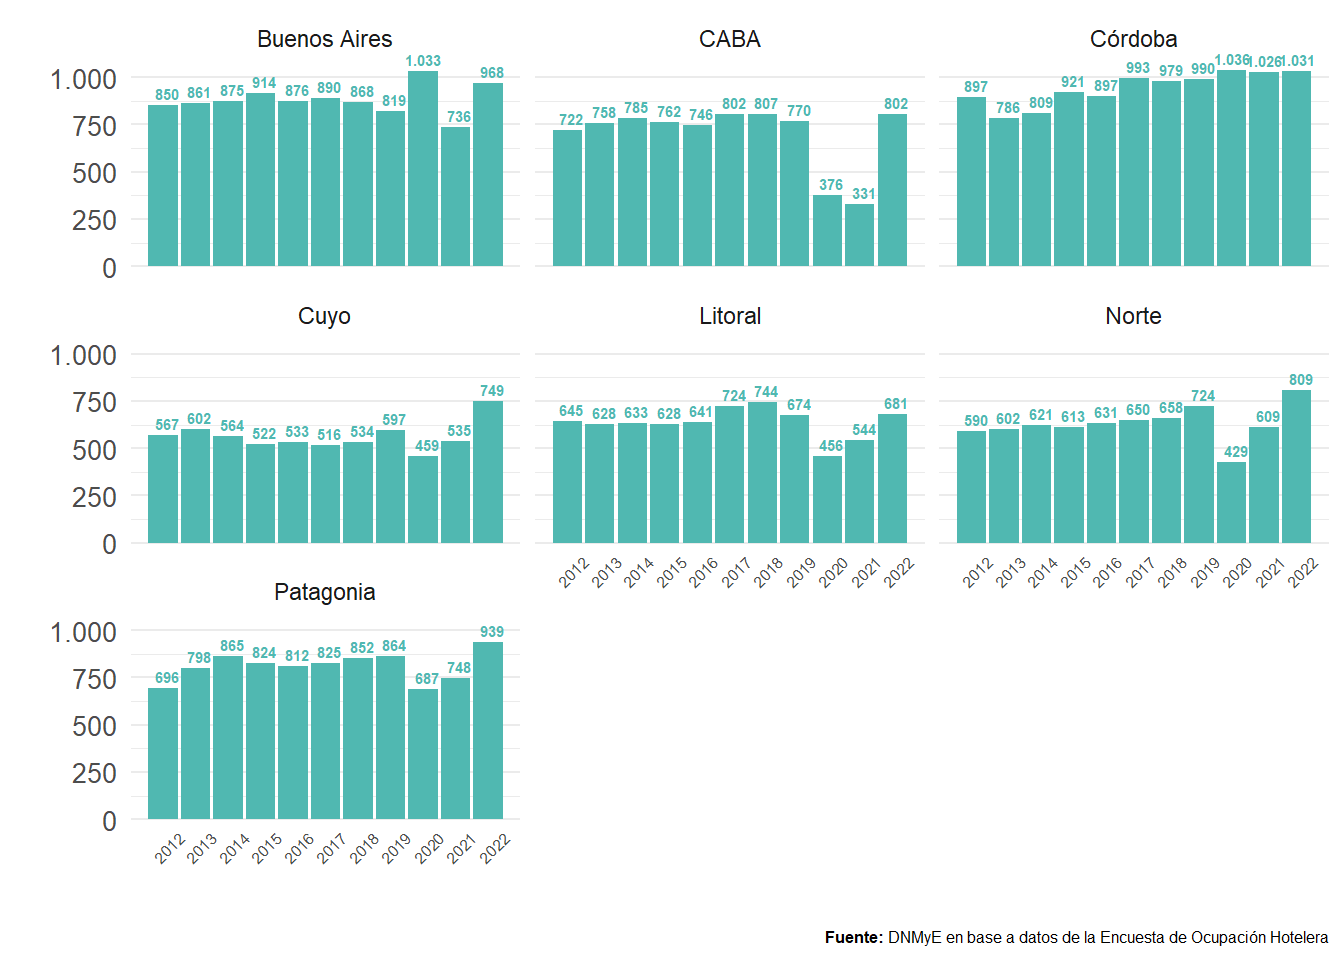 Buenos Aires CABA Córdoba
1.000 750 500 250 0
850 861 875 914 876 890 868 819 1.033 736 968
722 758 785 762 746 802 807 770 376 331 802
897 786 809 921 897 993 979 990 1.036 1.026 1.031
Cuyo Litoral Norte
1.000 750 500 250 0
567 602 564 522 533 516 534 597 459 535 749
645 628 633 628 641 724 744 674 456 544 681
590 602 621 613 631 650 658 724 429 609 809
2012 2013 2014 2015 2016 2017 2018 2019 2020 2021 2022
2012 2013 2014 2015 2016 2017 2018 2019 2020 2021 2022
Patagonia
1.000 750 500 250 0
696 798 865 824 812 825 852 864 687 748 939
2012 2013 2014 2015 2016 2017 2018 2019 2020 2021 2022
Fuente: DNMyE en base a datos de la Encuesta de Ocupación Hotelera